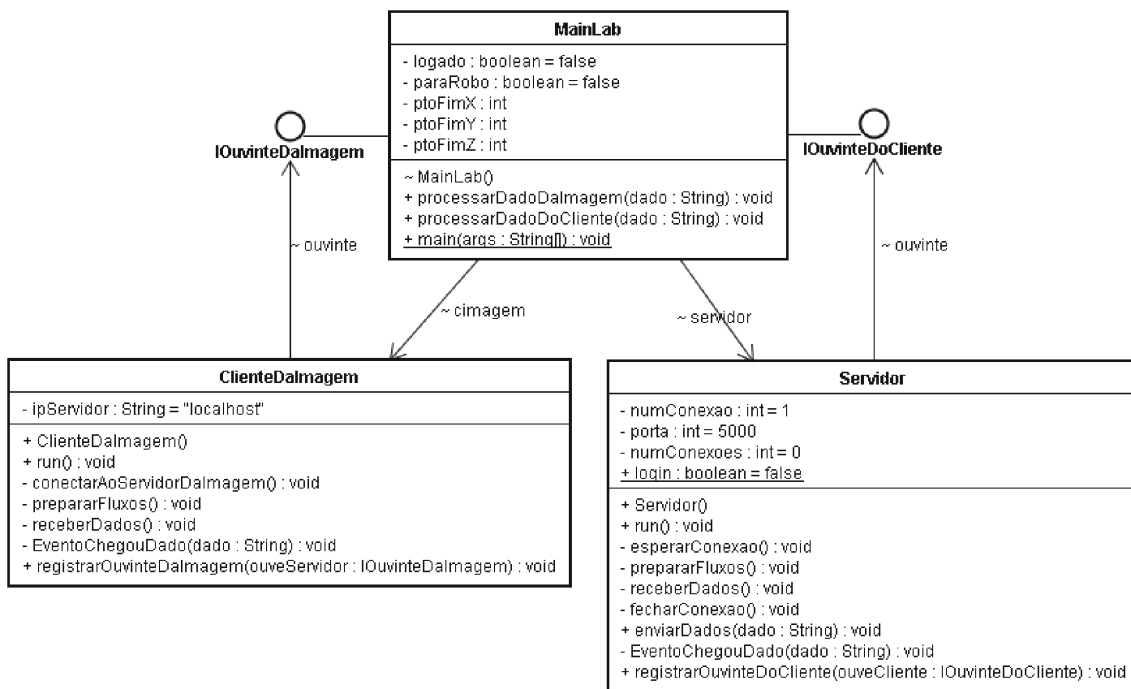 MainLab
- logado : boolean = false
- paraRobo : boolean = false
- ptoFimX : int
- ptoFimY : int
- ptoFimZ : int
~ MainLab()
+ processarDadoDaImagem(dado : String) : void
+ processarDadoDoCliente(dado : String) : void
+ main(args : String[]) : void
IOuvinteDaImagem
IOuvinteDoCliente
~ ouvinte
~ ouvinte
~ cimagem
~ servidor
ClienteDaImagem
- ipServidor : String = "localhost"
+ ClienteDaImagem()
+ run() : void
- conectarAoServidorDaImagem() : void
- prepararFluxos() : void
- receberDados() : void
- EventoChegouDado(dado : String) : void
+ registrarOuvinteDaImagem(ouveServidor : IOuvinteDaImagem) : void
Servidor
- numConexao : int = 1
- porta : int = 5000
- numConexoes : int = 0
+ login : boolean = false
+ Servidor()
+ run() : void
- esperarConexao() : void
- prepararFluxos() : void
- receberDados() : void
- fecharConexao() : void
+ enviarDados(dado : String) : void
- EventoChegouDado(dado : String) : void
+ registrarOuvinteDoCliente(ouveCliente : IOuvinteDoCliente) : void